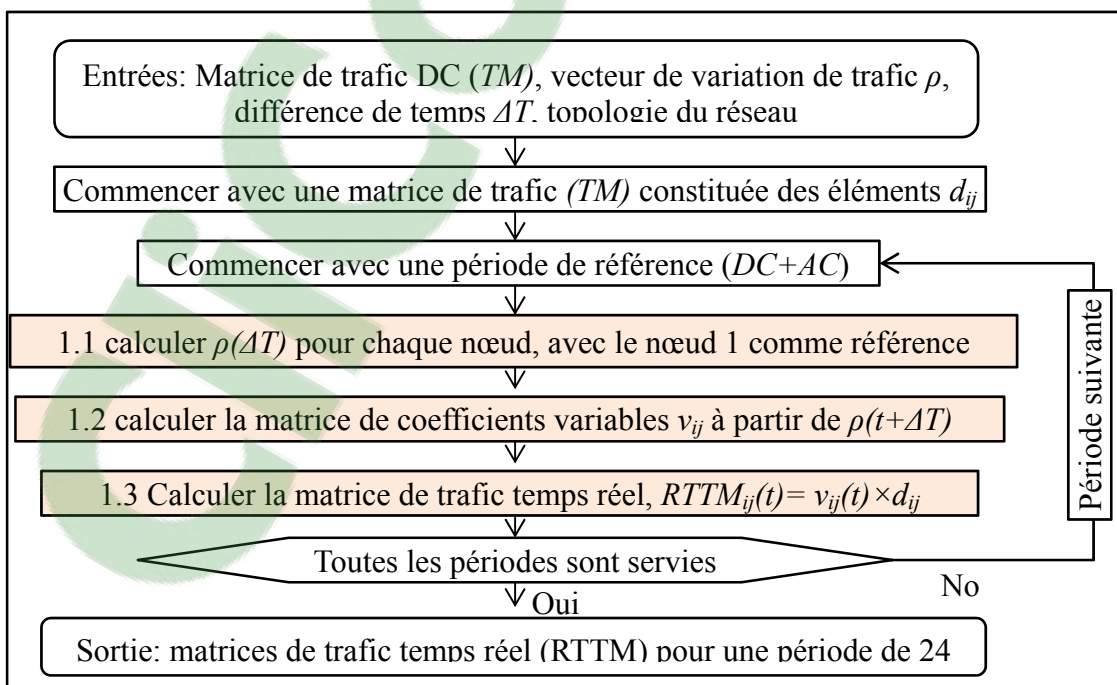 Entrées: Matrice de trafic DC (TM), vecteur de variation de trafic ρ,
différence de temps ΔT, topologie du réseau
Commencer avec une matrice de trafic (TM) constituée des éléments dij
Commencer avec une période de référence (DC+AC)
1.1 calculer ρ(ΔT) pour chaque nœud, avec le nœud 1 comme référence
1.2 calculer la matrice de coefficients variables vij à partir de ρ(t+ΔT)
1.3 Calculer la matrice de trafic temps réel, RTTMij(t)= vij(t) ×dij
Période suivante
Toutes les périodes sont servies
No
Oui
Sortie: matrices de trafic temps réel (RTTM) pour une période de 24